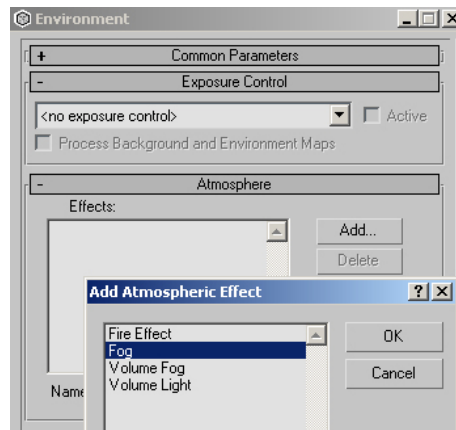 Environment
+ Common Parameters
- Exposure Control
<no exposure control>
Active
Process Background and Environment Maps
- Atmosphere
Effects:
Add...
Delete
Add Atmospheric Effect
Fire Effect
OK
Fog
Volume Fog
Cancel
Volume Light
Name